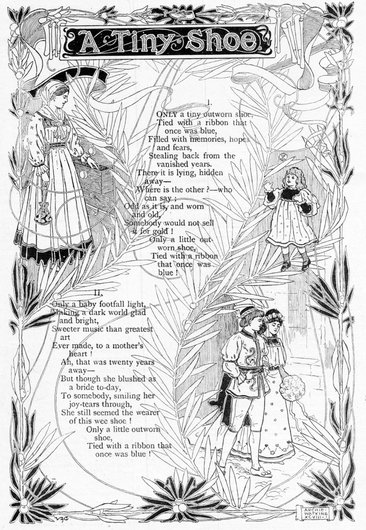 A Tiny Shoe
I
ONLY a tiny outworn shoe
Tied with a ribbon that
once was blue,
Filled with memories, hopes
and fears,
Stealing back from the
vanished years.
There it is lying, hidden
away—
Where is the other ?—who
can say ;
Odd as it is, and worn
and old,
Somebody would not sell
it for gold !
Only a little out
worn shoe,
Tied with a ribbon
that once was
blue !
II.
Only a baby footfall light,
Making a dark world glad
and bright,
Sweeter music than greatest
art
Ever made, to a mother's
heart !
Ah, that was twenty years
away—
But though she blushed as
a bride to-day,
To somebody, smiling her
joy-tears through,
She still seemed the wearer
of this wee shoe !
Only a little outworn
shoe,
Tied with a ribbon that
once was blue !